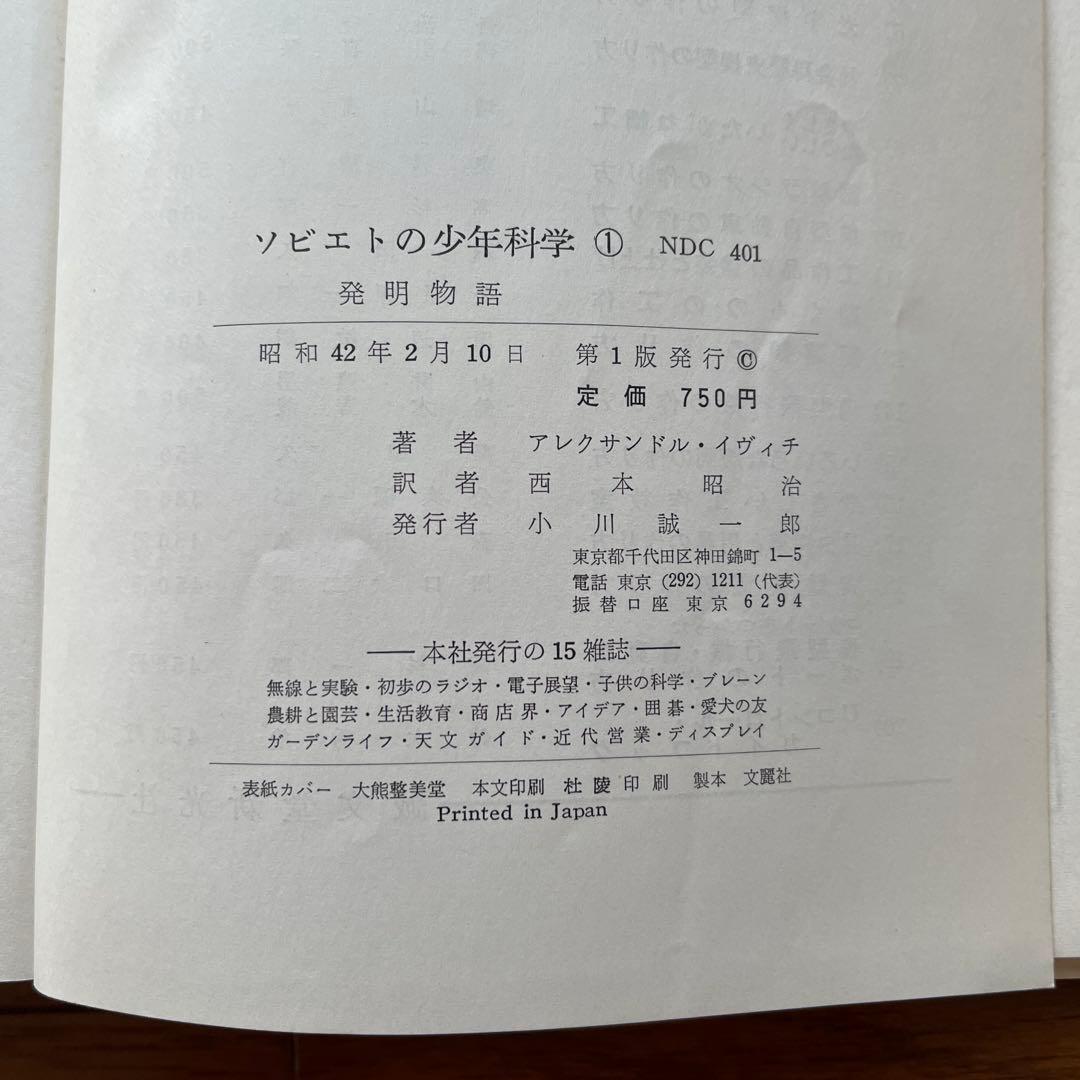 ソビエトの少年科学 ① NDC 401
発明物語
昭和42年2月10日 第1版発行 ©
定価 750円
著者 アレクサンドル・イヴィチ
訳者 西本昭治
発行者 小川誠一郎
東京都千代田区神田錦町 1—5
電話 東京 (292) 1211 (代表)
振替口座 東京 6294
—本社発行の15雑誌—
無線と実験・初歩のラジオ・電子展望・子供の科学・ブレーン
農耕と園芸・生活教育・商店界・アイデア・囲碁・愛犬の友
ガーデンライフ・天文ガイド・近代営業・ディスプレイ
表紙カバー 大熊整美堂 本文印刷 杜陵印刷 製本 文麗社
Printed in Japan